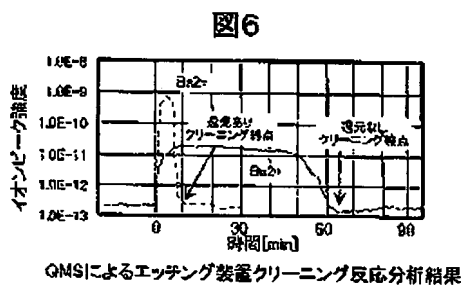 図6
1.0E-8
1.0E-9
1.0E-10
1.0E-11
1.0E-12
1.0E-13
イオンピーク強度
還元あり
クリーニング終点
還元なし
クリーニング終点
0
30
60
90
時間[min]
QMSによるエッチング装置クリーニング反応分析結果